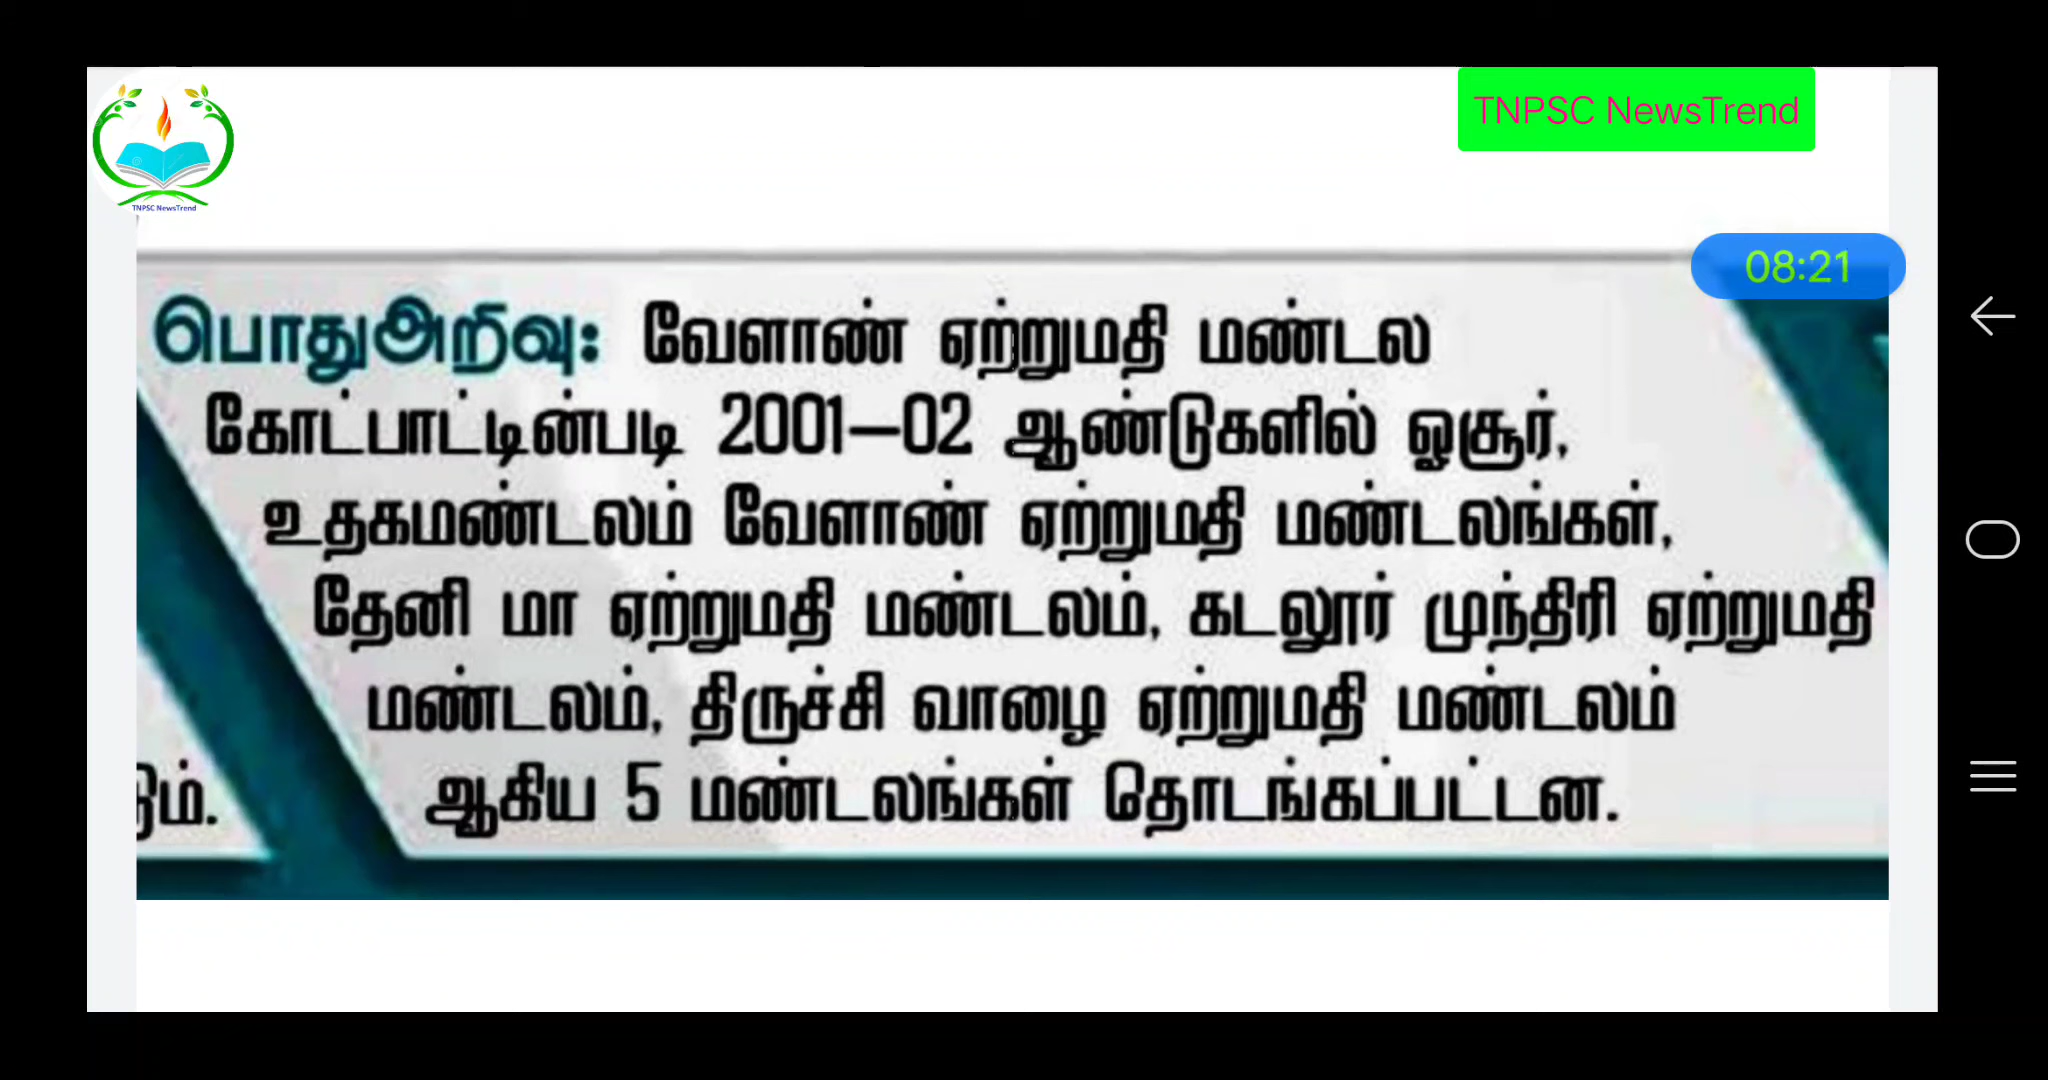 TNPSC NewsTrend
TNPSC NewsTrend
08:21
பொதுஅறிவு: வேளாண் ஏற்றுமதி மண்டல
கோட்பாட்டின்படி 2001–02 ஆண்டுகளில் ஓசூர்,
உதகமண்டலம் வேளாண் ஏற்றுமதி மண்டலங்கள்,
தேனி மா ஏற்றுமதி மண்டலம், கடலூர் முந்திரி ஏற்றுமதி
மண்டலம், திருச்சி வாழை ஏற்றுமதி மண்டலம்
ஆகிய 5 மண்டலங்கள் தொடங்கப்பட்டன.